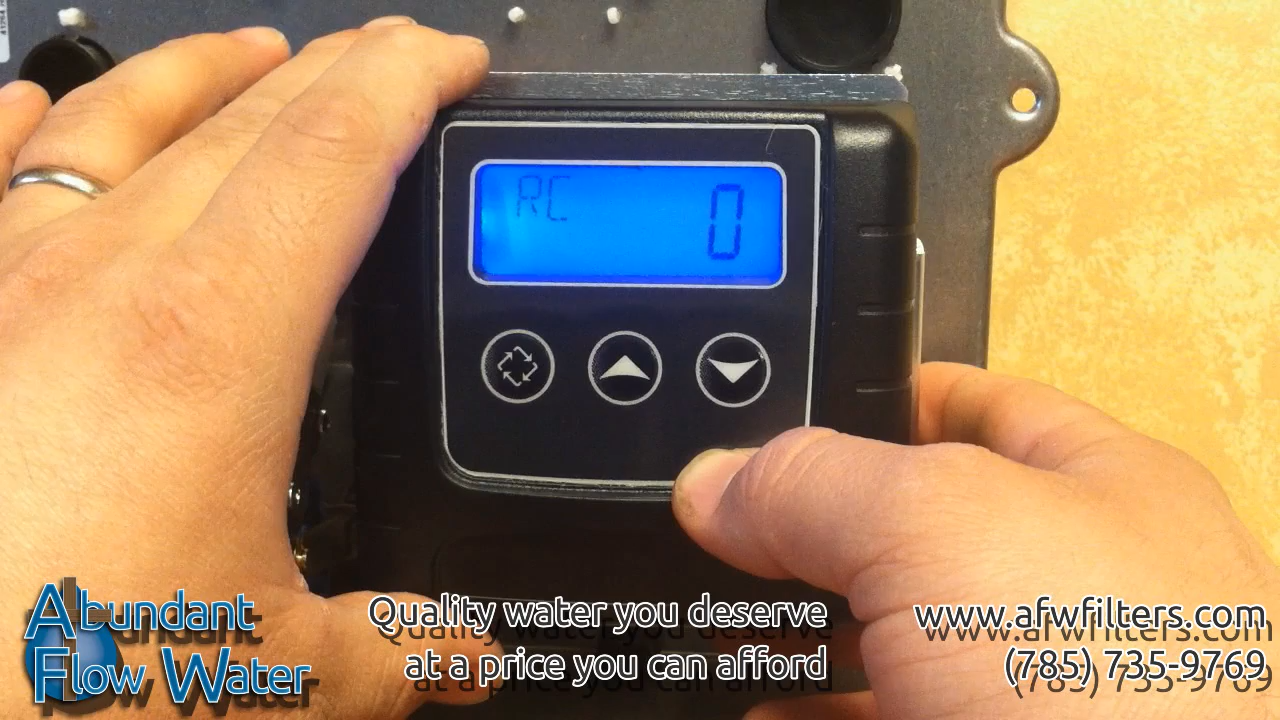 RC 0
Abundant
Flow Water
Quality water you deserve
at a price you can afford
www.afwfilters.com
(785) 735-9769